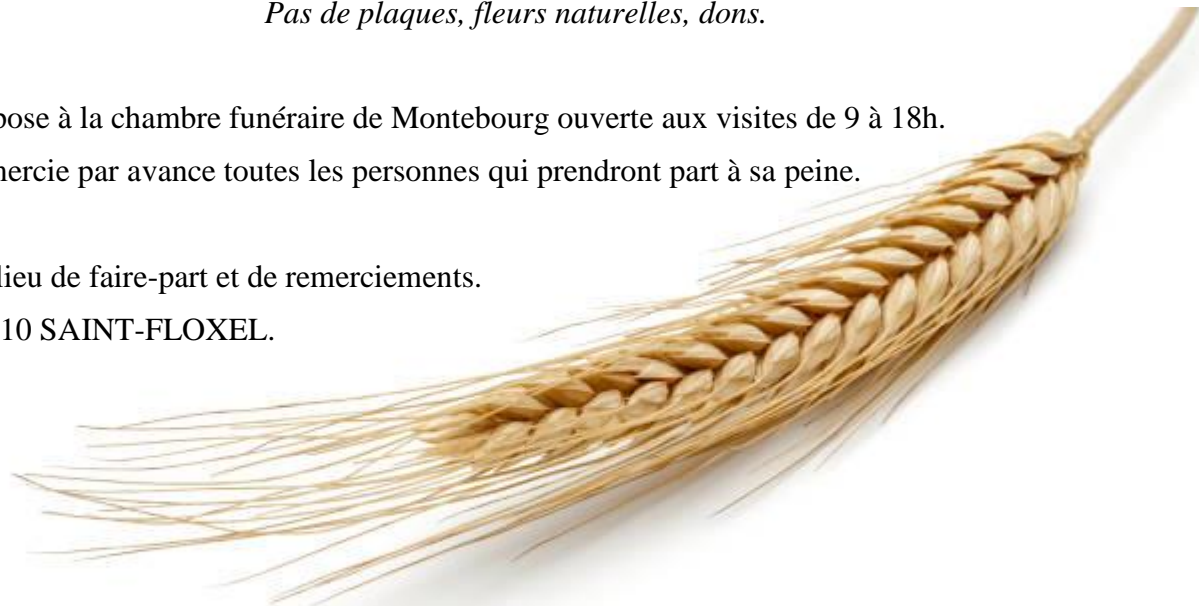 Pas de plaques, fleurs naturelles, dons.
pose à la chambre funéraire de Montebourg ouverte aux visites de 9 à 18h.
ercie par avance toutes les personnes qui prendront part à sa peine.
lieu de faire-part et de remerciements.
10 SAINT-FLOXEL.